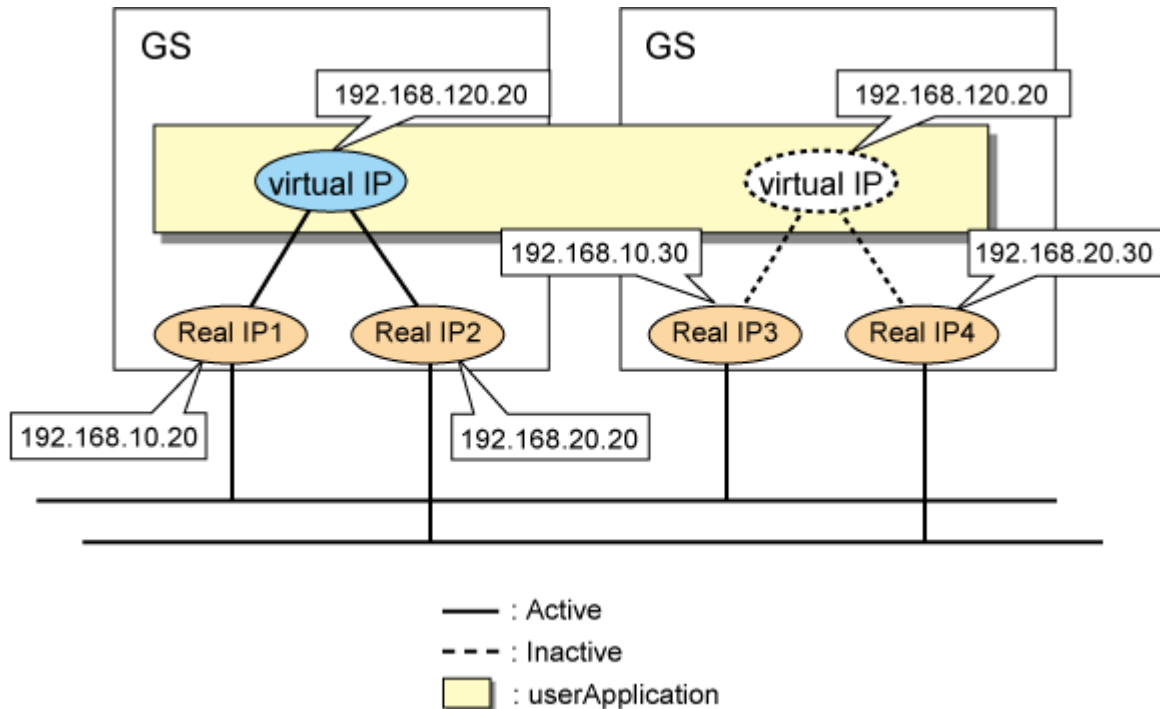 GS
GS
192.168.120.20
192.168.120.20
virtual IP
virtual IP
192.168.10.30
192.168.20.30
Real IP1
Real IP2
Real IP3
Real IP4
192.168.10.20
192.168.20.20
: Active
: Inactive
: userApplication